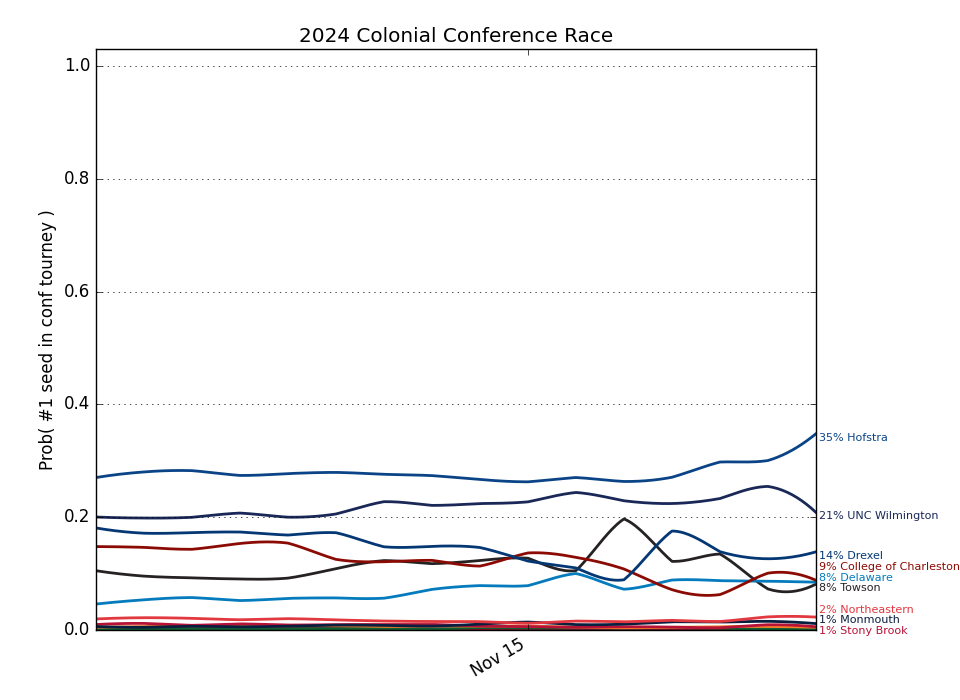 2024 Colonial Conference Race
Prob( #1 seed in conf tourney )
1.0
0.8
0.6
0.4
0.2
0.0
Nov 15
35% Hofstra
21% UNC Wilmington
14% Drexel
9% College of Charleston
8% Delaware
8% Towson
2% Northeastern
1% Monmouth
1% Stony Brook